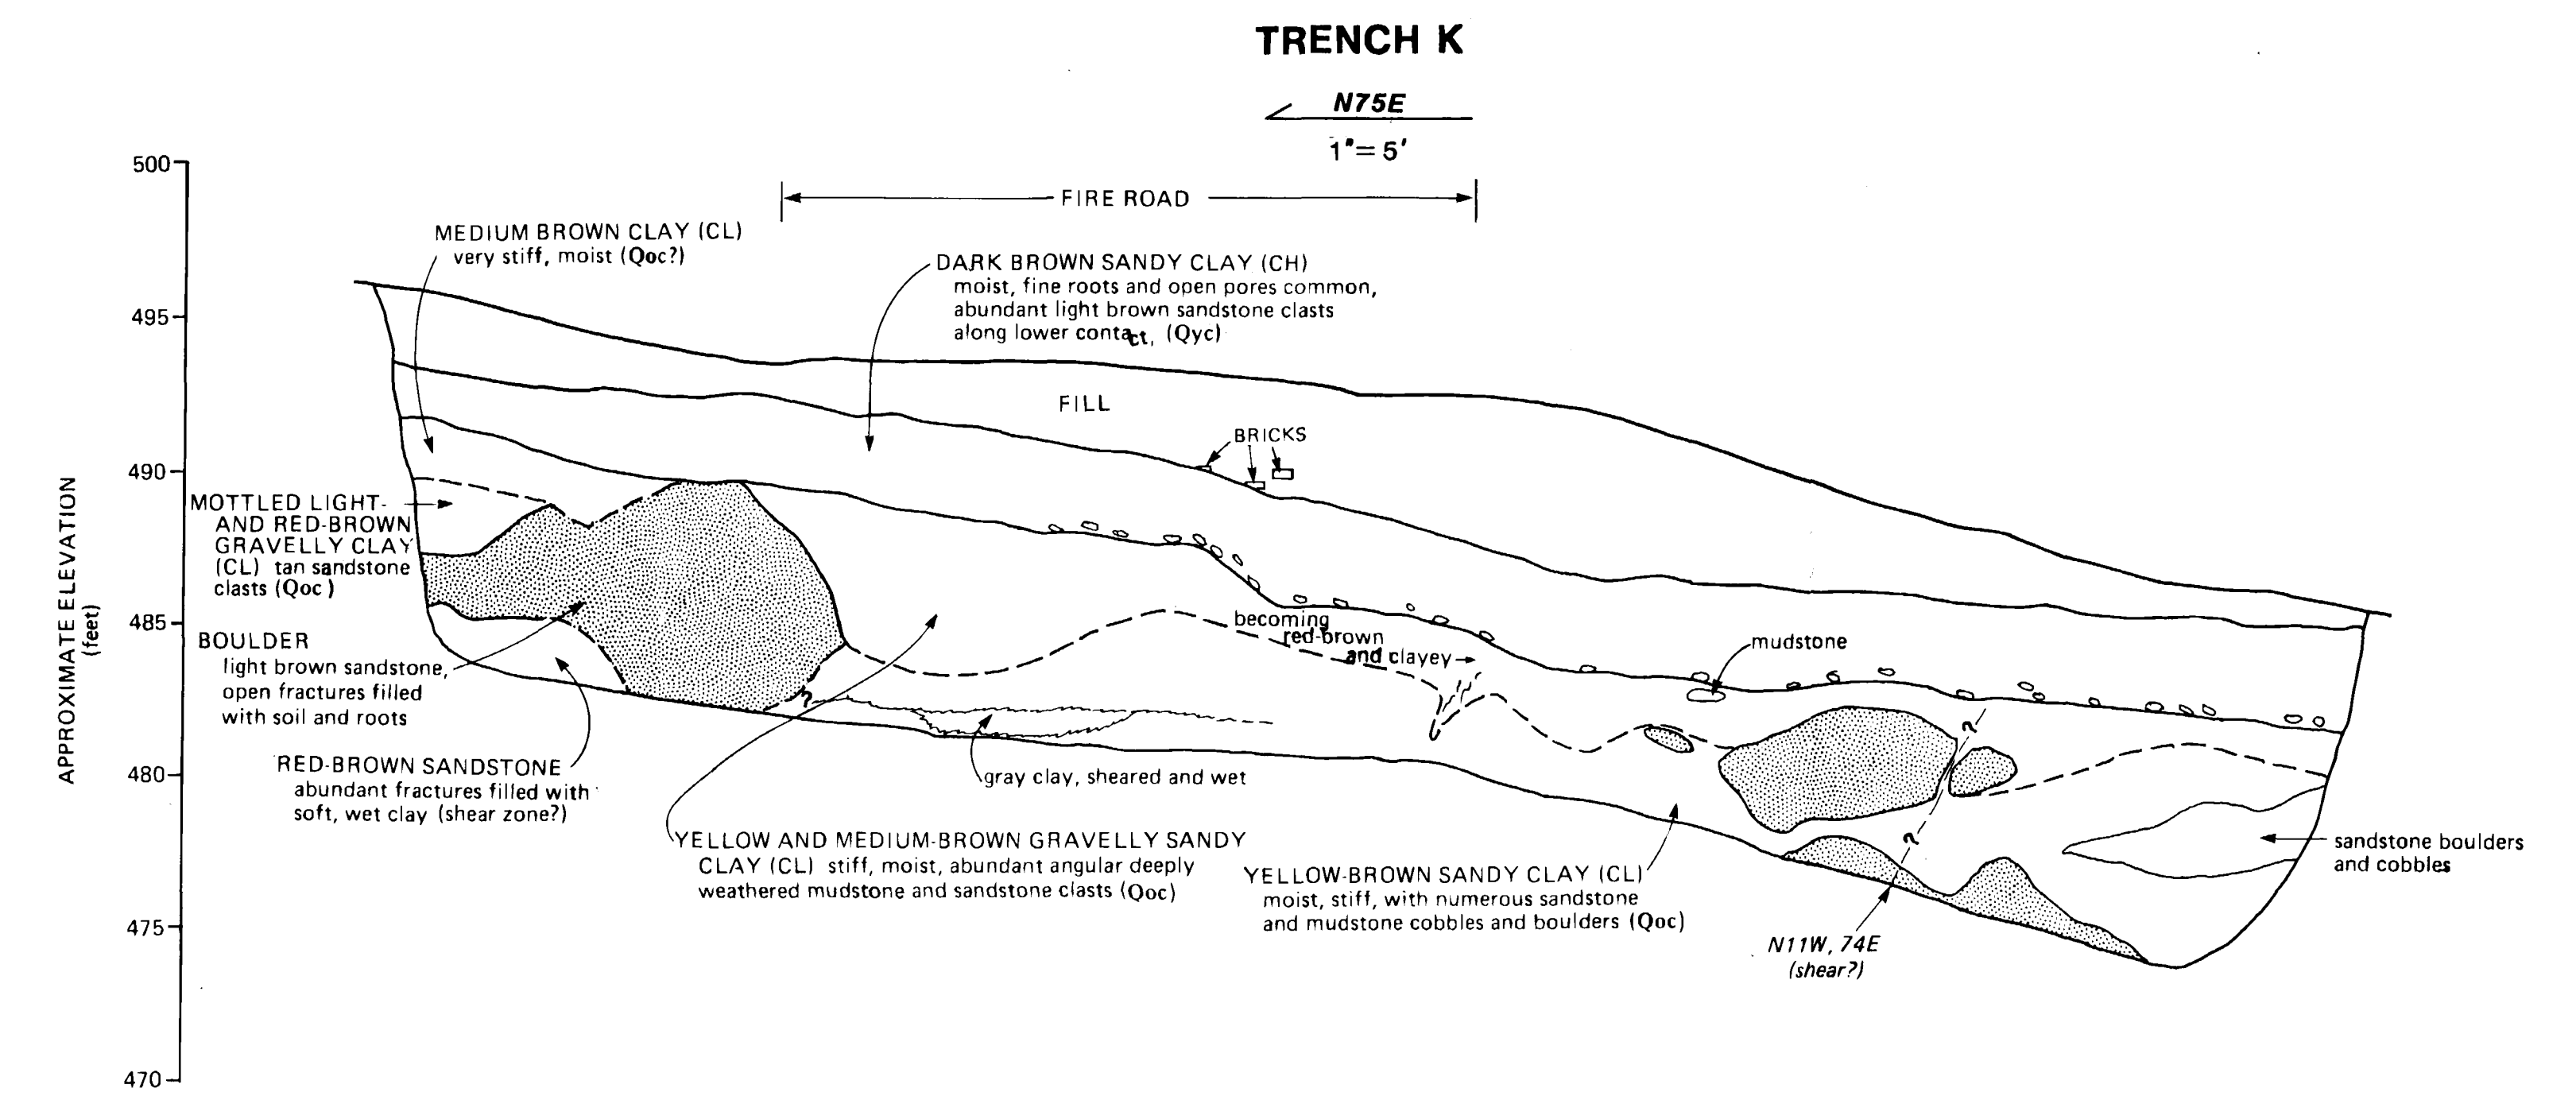 TRENCH K
N75E
1"= 5'
500
495
490
485
480
475
470
APPROXIMATE ELEVATION
(feet)
FIRE ROAD
MEDIUM BROWN CLAY (CL)
very stiff, moist (Qoc?)
DARK BROWN SANDY CLAY (CH)
moist, fine roots and open pores common,
abundant light brown sandstone clasts
along lower contact, (Qyc)
FILL
BRICKS
MOTTLED LIGHT-
AND RED-BROWN
GRAVELLY CLAY
(CL) tan sandstone
clasts (Qoc)
BOULDER
light brown sandstone,
open fractures filled
with soil and roots
RED-BROWN SANDSTONE
abundant fractures filled with
soft, wet clay (shear zone?)
becoming
red-brown
and clayey
mudstone
?
?
?
gray clay, sheared and wet
YELLOW AND MEDIUM-BROWN GRAVELLY SANDY
CLAY (CL) stiff, moist, abundant angular deeply
weathered mudstone and sandstone clasts (Qoc)
YELLOW-BROWN SANDY CLAY (CL)
moist, stiff, with numerous sandstone
and mudstone cobbles and boulders (Qoc)
sandstone boulders
and cobbles
N11W, 74E
(shear?)